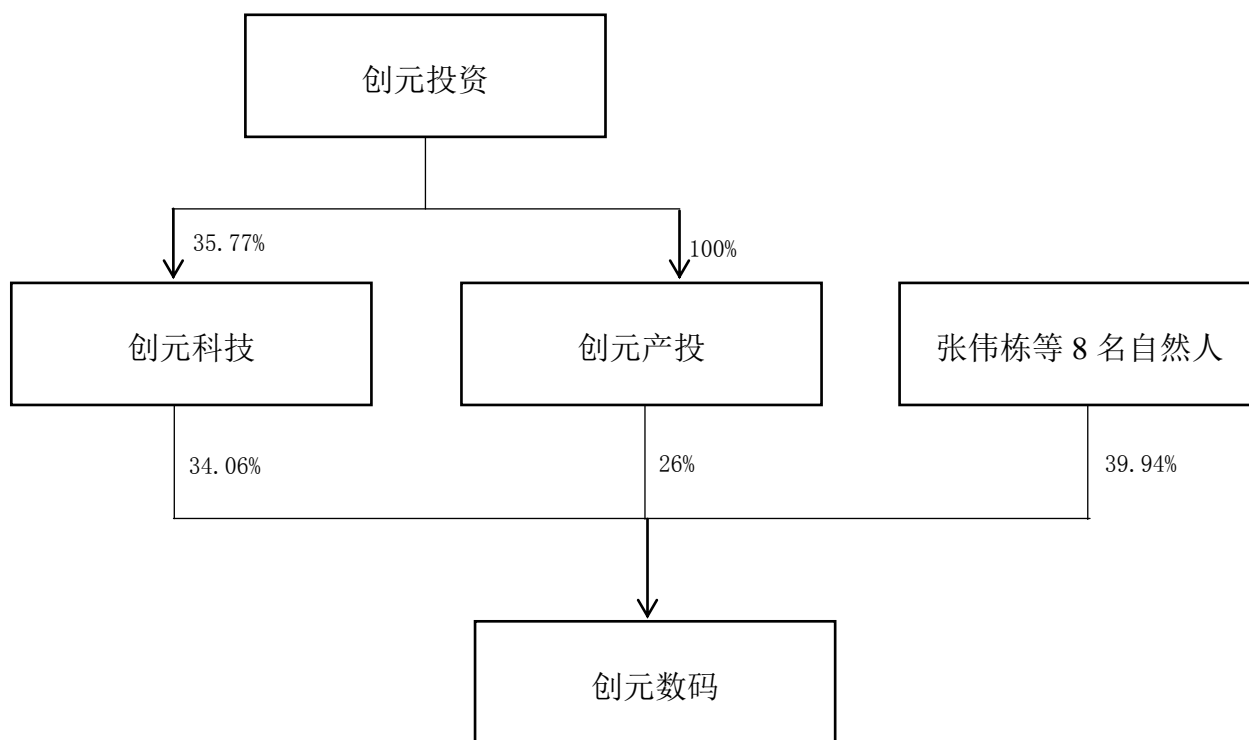 创元投资
35.77%
100%
创元科技
创元产投
张伟栋等 8 名自然人
34.06%
26%
39.94%
创元数码